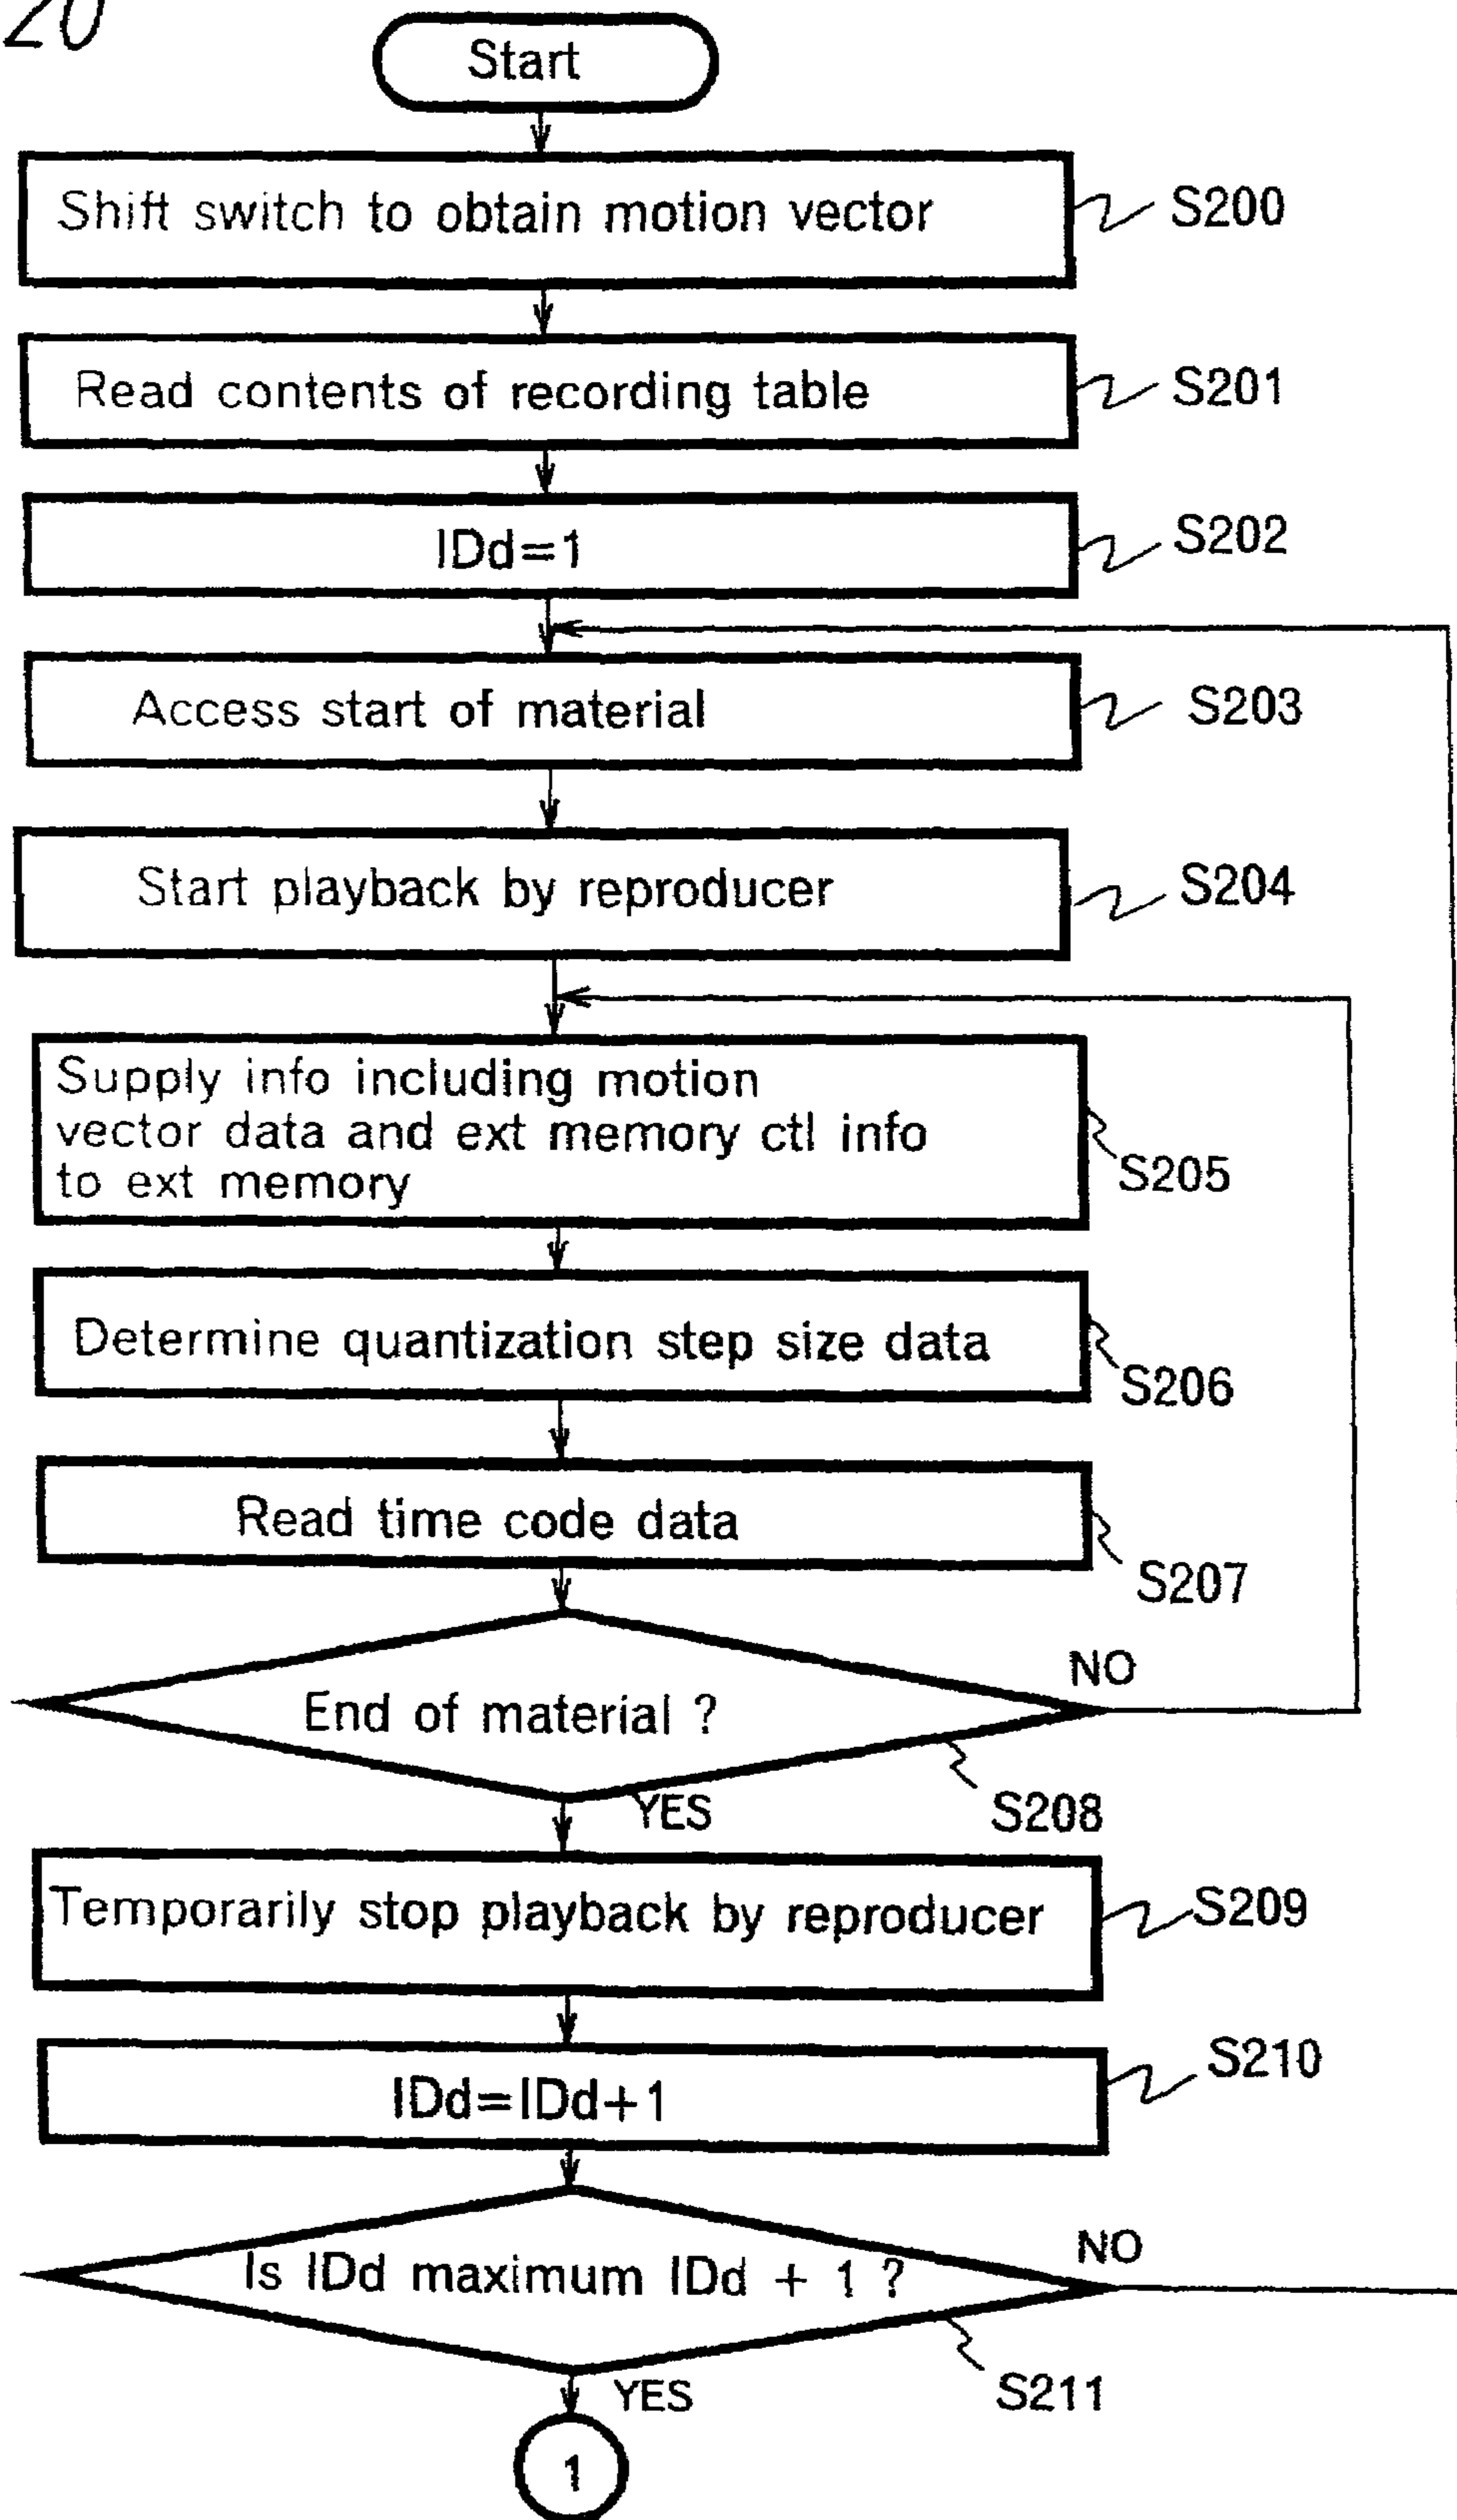 20
Start
Shift switch to obtain motion vector
S200
Read contents of recording table
S201
IDd=1
S202
Access start of material
S203
Start playback by reproducer
S204
Supply info including motion
vector data and ext memory ctl info
to ext memory
S205
Determine quantization step size data
S206
Read time code data
S207
End of material ?
NO
YES
S208
Temporarily stop playback by reproducer
S209
IDd=IDd+1
S210
Is IDd maximum IDd + 1 ?
NO
YES
S211
1